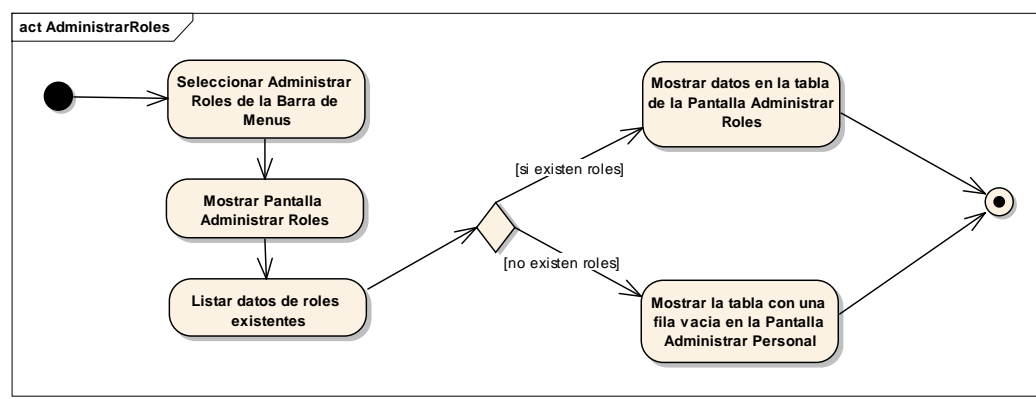 act AdministrarRoles
Seleccionar Administrar
Roles de la Barra de
Menus
Mostrar Pantalla
Administrar Roles
Listar datos de roles
existentes
[si existen roles]
[no existen roles]
Mostrar datos en la tabla
de la Pantalla Administrar
Roles
Mostrar la tabla con una
fila vacia en la Pantalla
Administrar Personal